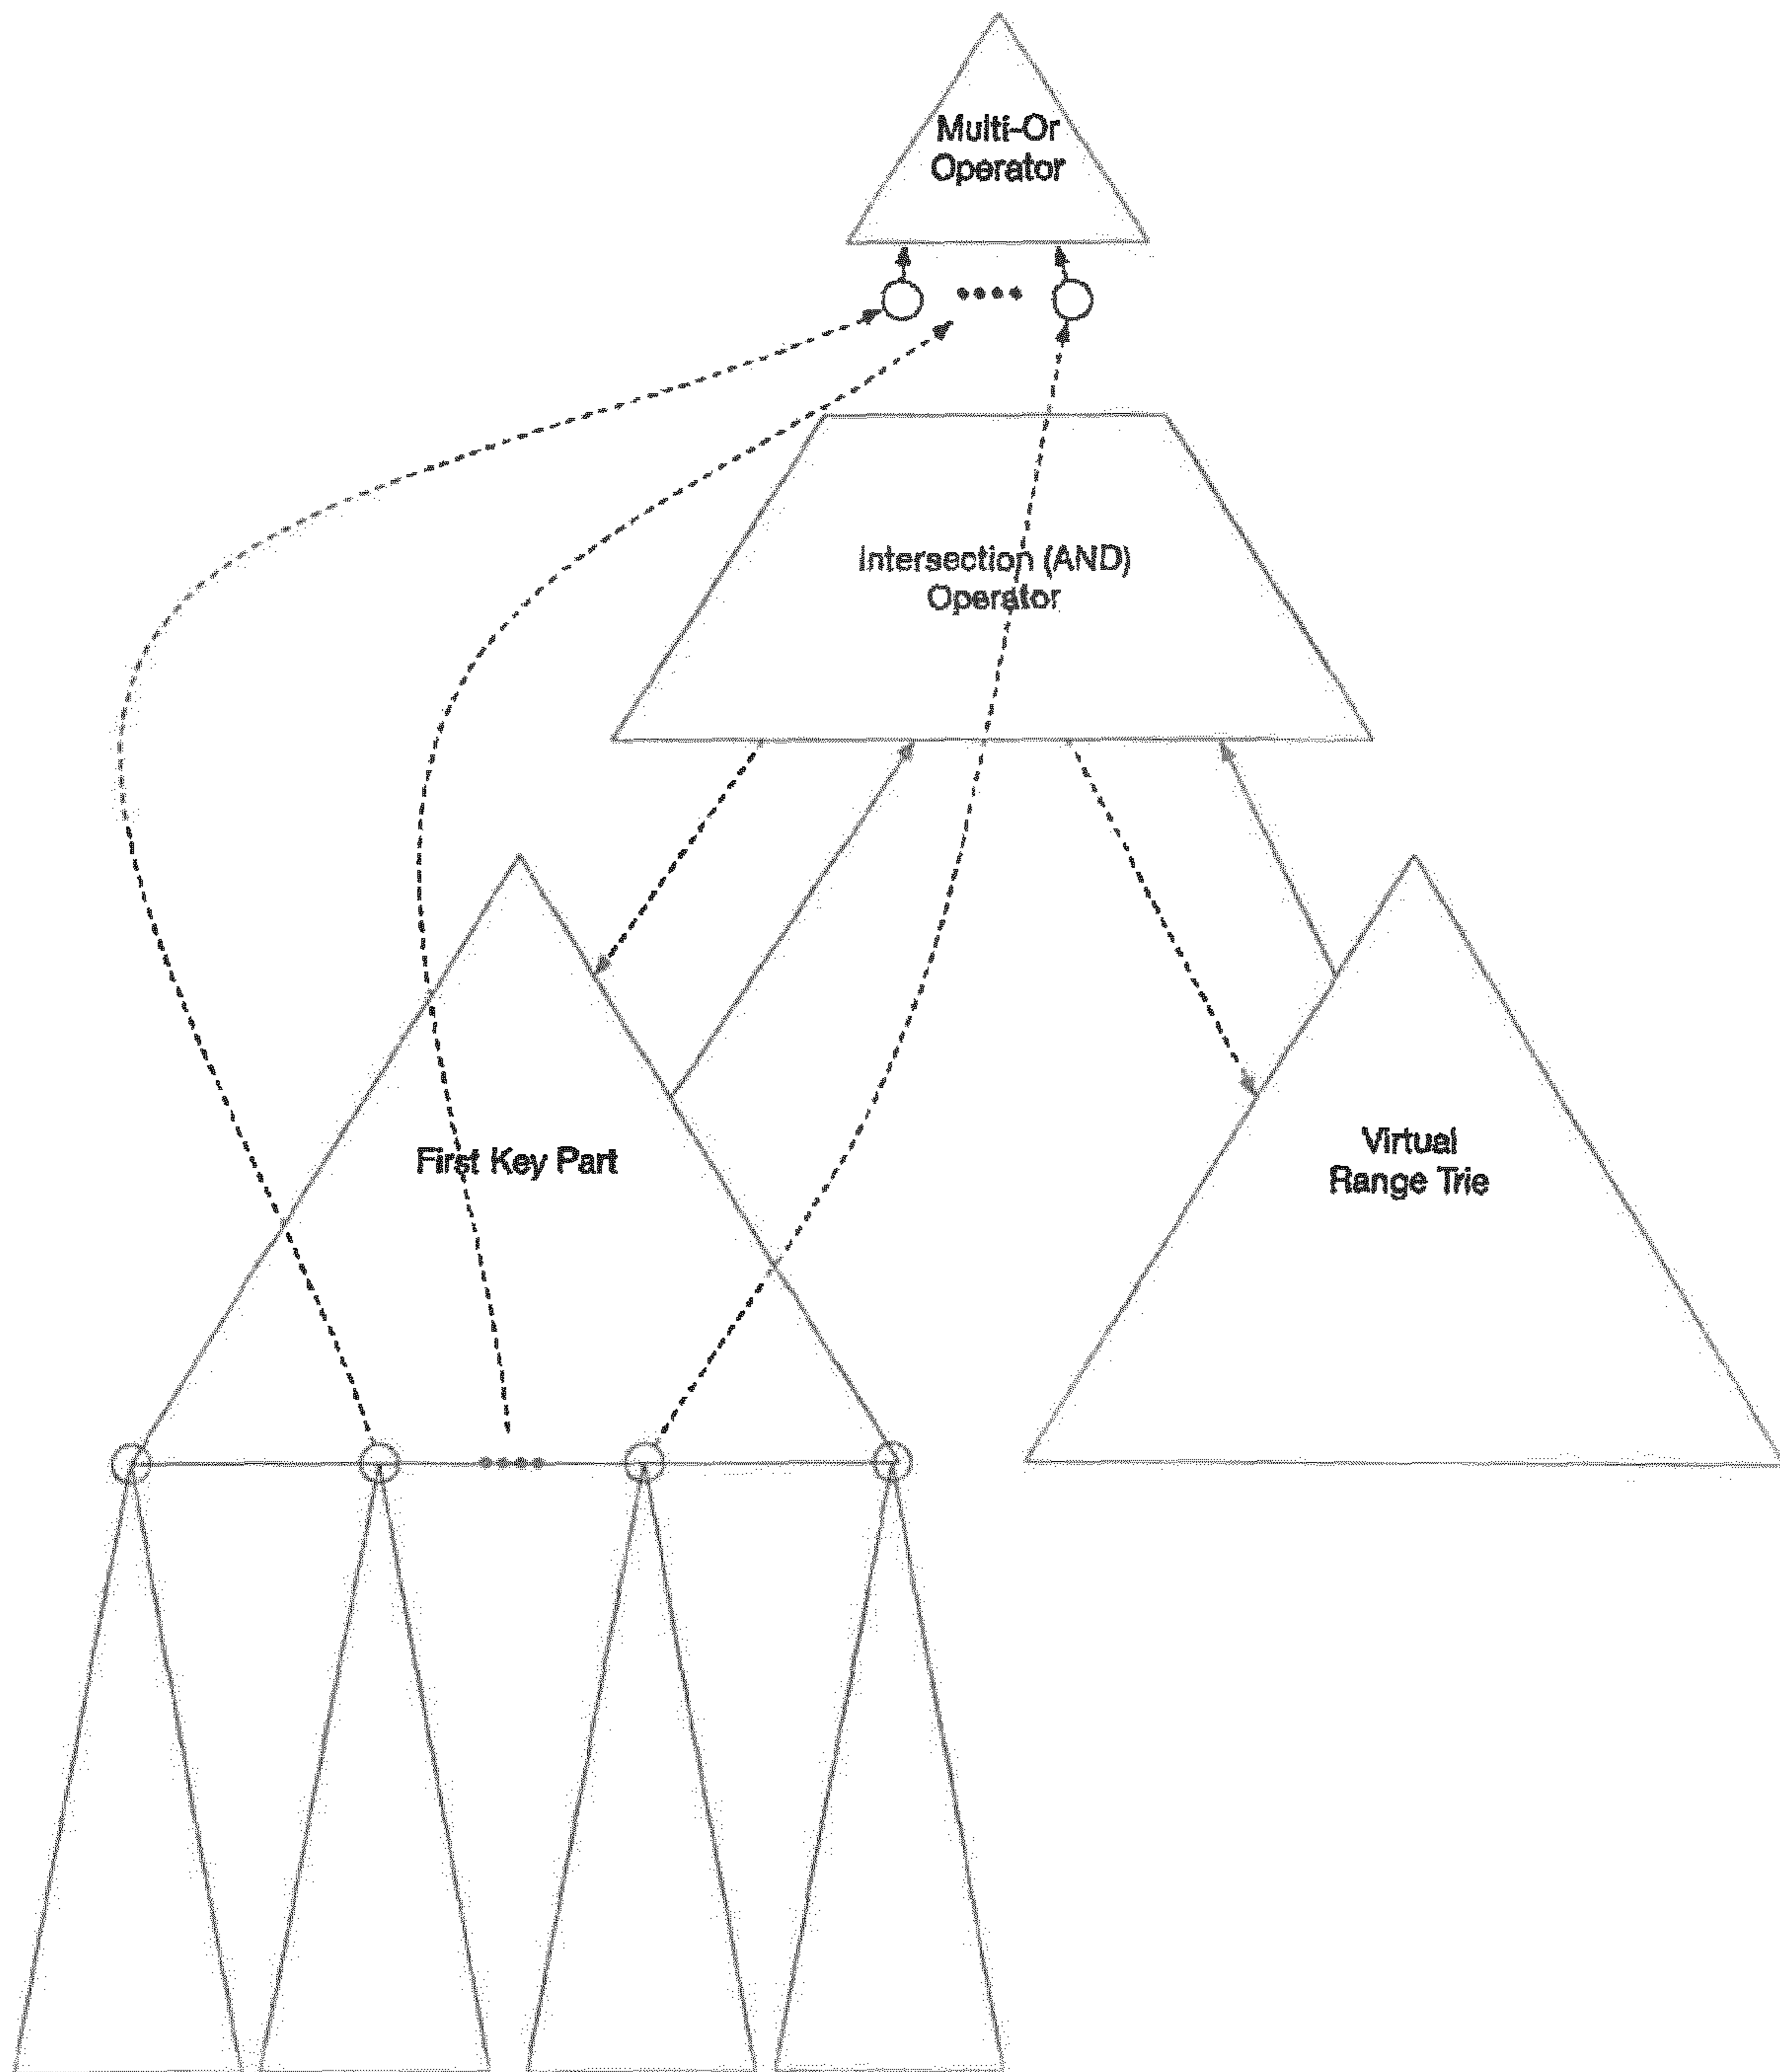 Multi-Or
Operator
Intersection (AND)
Operator
First Key Part
Virtual
Range Trie